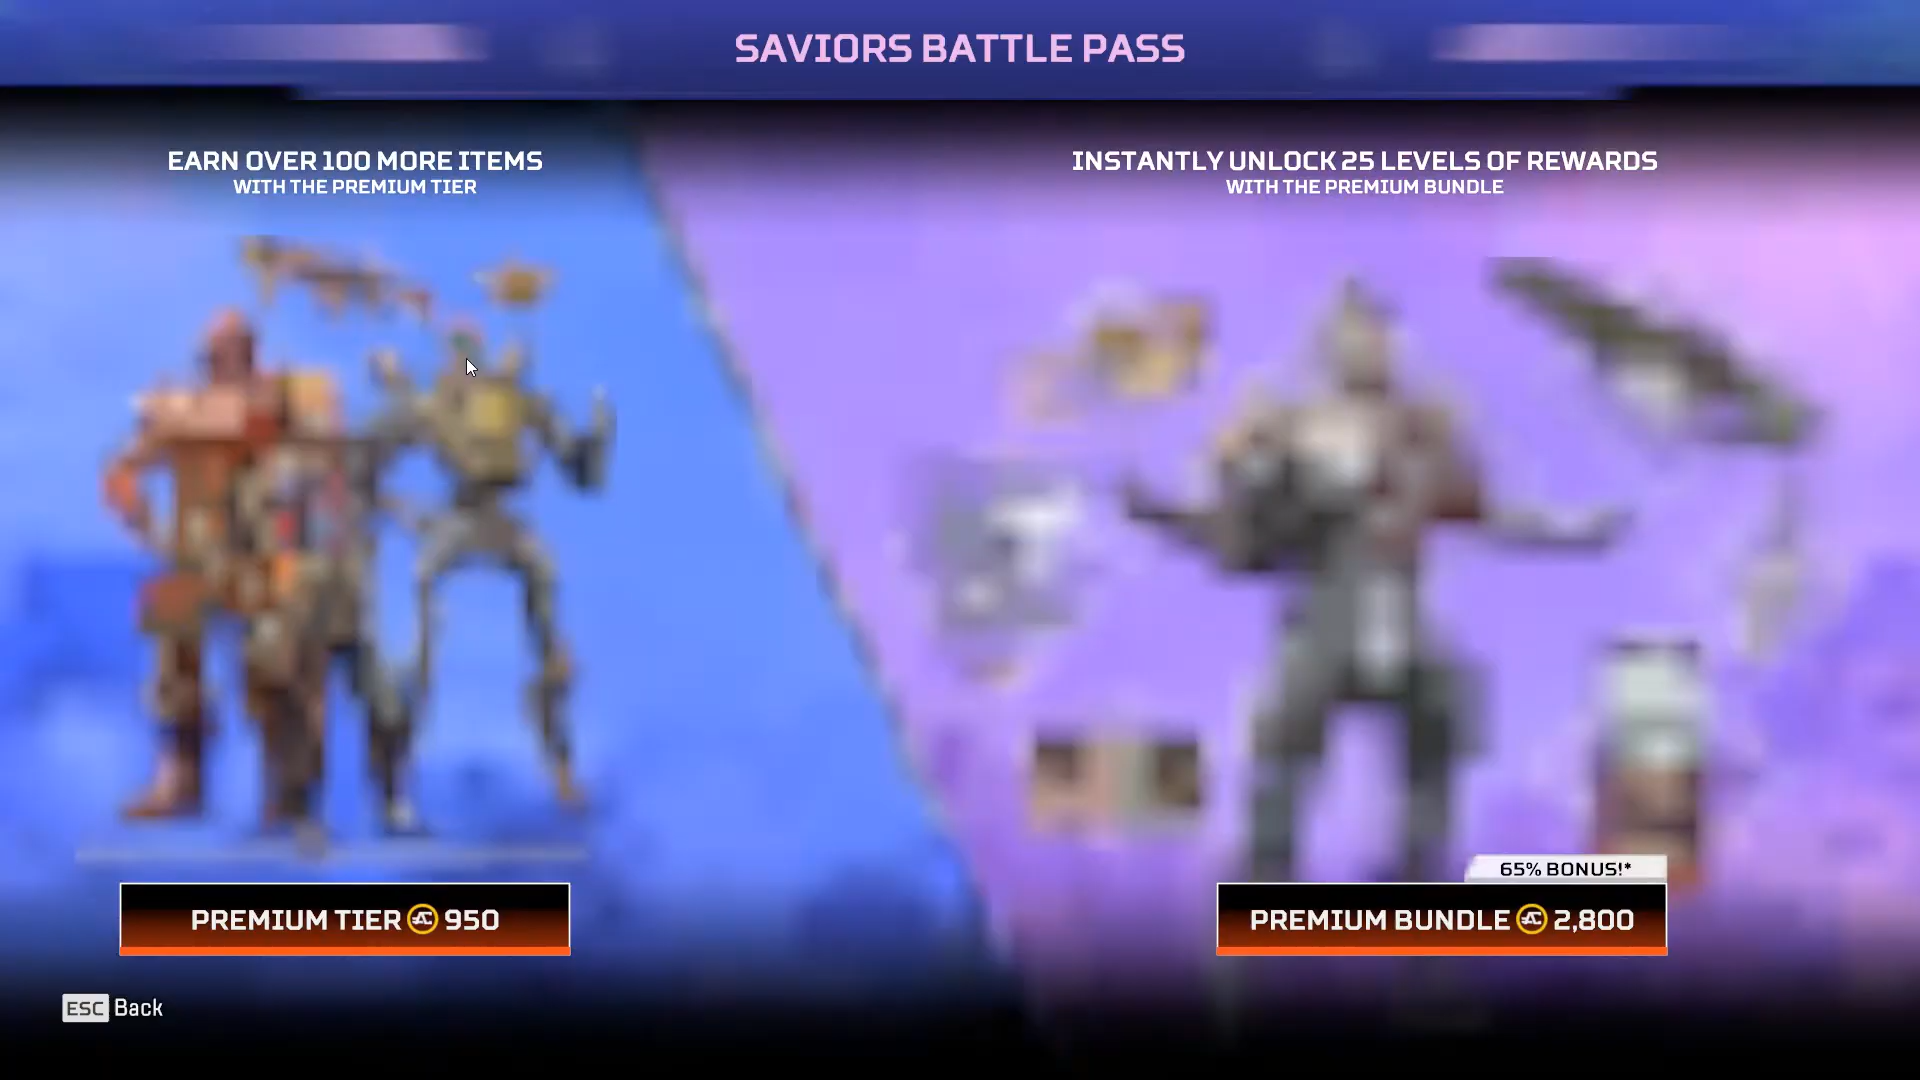 SAVIORS BATTLE PASS
EARN OVER 100 MORE ITEMS
WITH THE PREMIUM TIER
INSTANTLY UNLOCK 25 LEVELS OF REWARDS
WITH THE PREMIUM BUNDLE
65% BONUS!*
PREMIUM TIER 950
PREMIUM BUNDLE 2,800
ESC Back